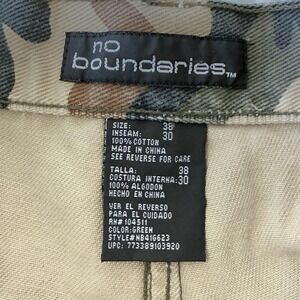 no
boundaries™
SIZE: 38
INSEAM: 30
100% COTTON
MADE IN CHINA
SEE REVERSE FOR CARE
TALLA: 38
COSTURA INTERNA: 30
100% ALGODON
HECHO EN CHINA
VER EL REVERSO
PARA EL CUIDADO
RN# 104511
COLOR: GREEN
STYLE#NB416623
UPC: 773389103920